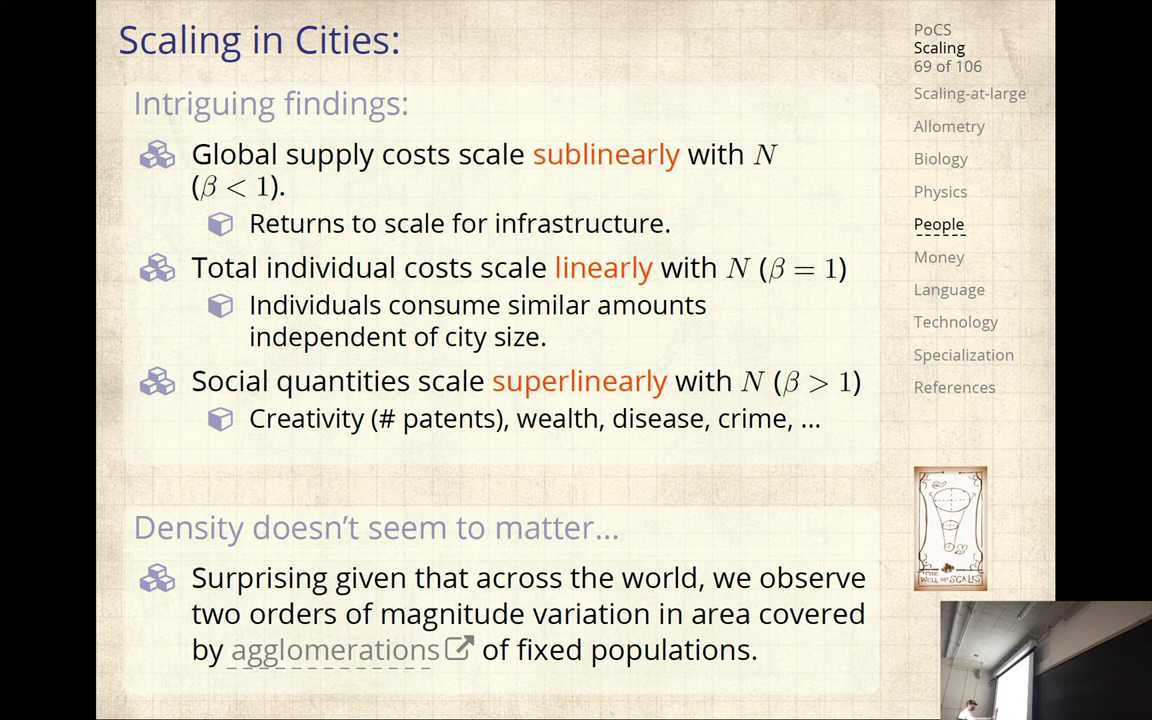 Scaling in Cities:
Intriguing findings:
Global supply costs scale sublinearly with N
(β < 1).
Returns to scale for infrastructure.
Total individual costs scale linearly with N (β = 1)
Individuals consume similar amounts
independent of city size.
Social quantities scale superlinearly with N (β > 1)
Creativity (# patents), wealth, disease, crime, ...
Density doesn't seem to matter...
Surprising given that across the world, we observe
two orders of magnitude variation in area covered
by agglomerations of fixed populations.
PoCS
Scaling
69 of 106
Scaling-at-large
Allometry
Biology
Physics
People
Money
Language
Technology
Specialization
References
THE
WELL OF SCALES